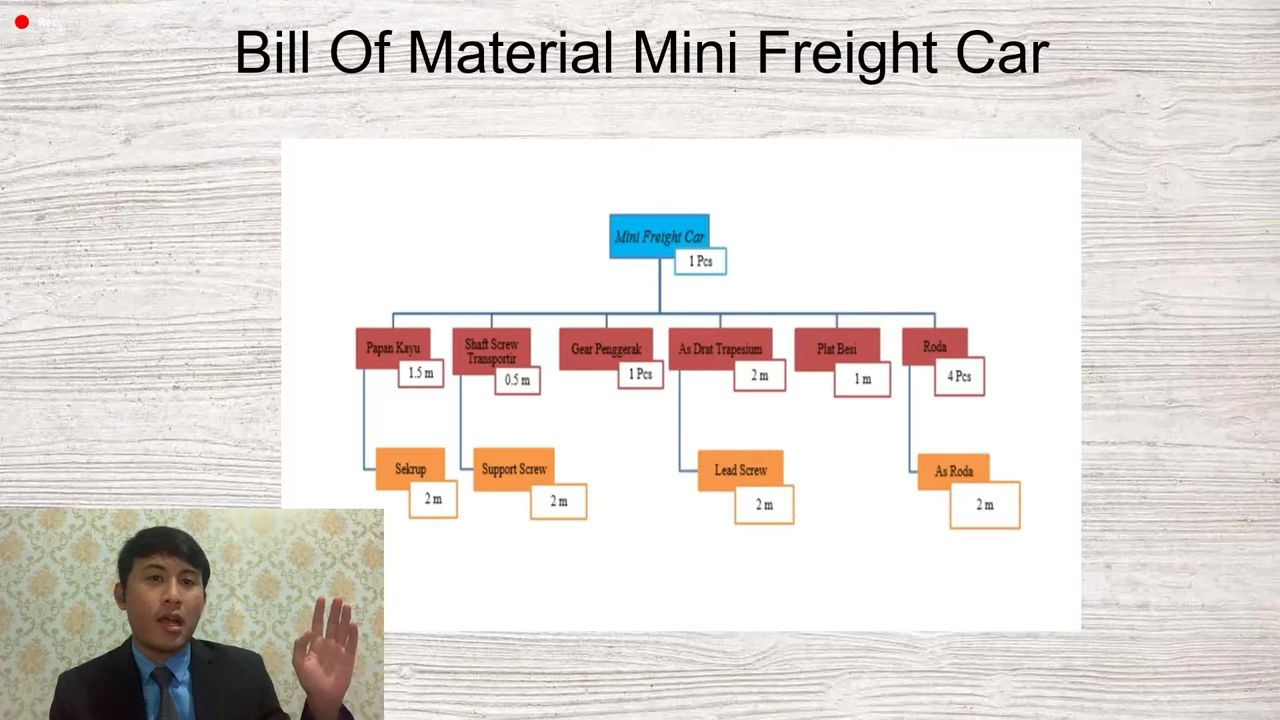 Bill Of Material Mini Freight Car
Mini Freight Car
1 Pcs
Papan Kayu
1.5 m
Shaft Screw
Transportir
0.5 m
Gear Penggerak
1 Pcs
As Drat Trapesium
2 m
Plat Besi
1 m
Roda
4 Pcs
Sekrup
2 m
Support Screw
2 m
Lead Screw
2 m
As Roda
2 m